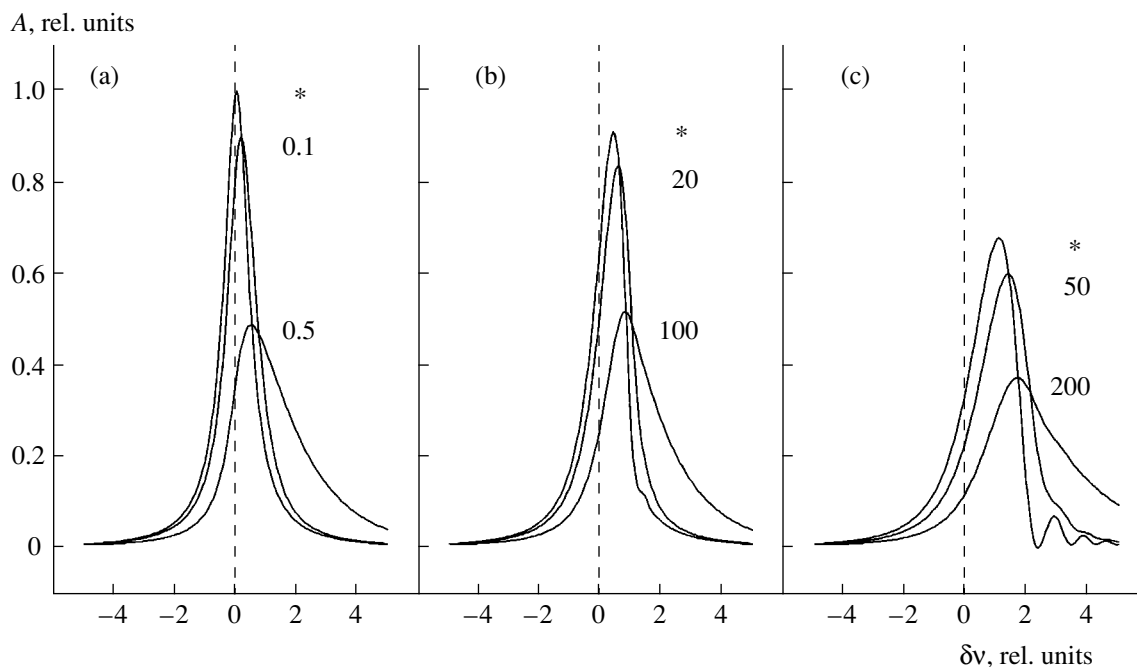 A, rel. units
(a) (b) (c)
1.0 * 0.1 * 20 * 50
0.8
0.6
0.4 0.5 100 200
0.2
0
−4 −2 0 2 4 −4 −2 0 2 4 −4 −2 0 2 4
δν, rel. units